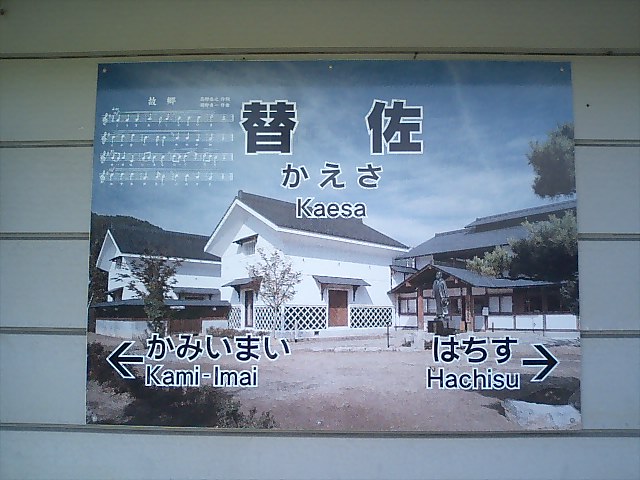 故郷
替佐
かえさ
Kaesa
かみいまい
Kami-Imai
はちす
Hachisu